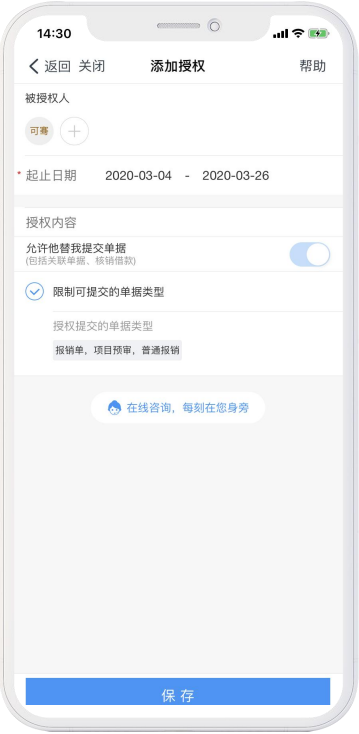 14:30
返回 关闭 添加授权 帮助
被授权人
可骞
* 起止日期 2020-03-04 - 2020-03-26
授权内容
允许他替我提交单据
(包括关联单据、核销借款)
限制可提交的单据类型
授权提交的单据类型
报销单，项目预审，普通报销
在线咨询，每刻在您身旁
保存